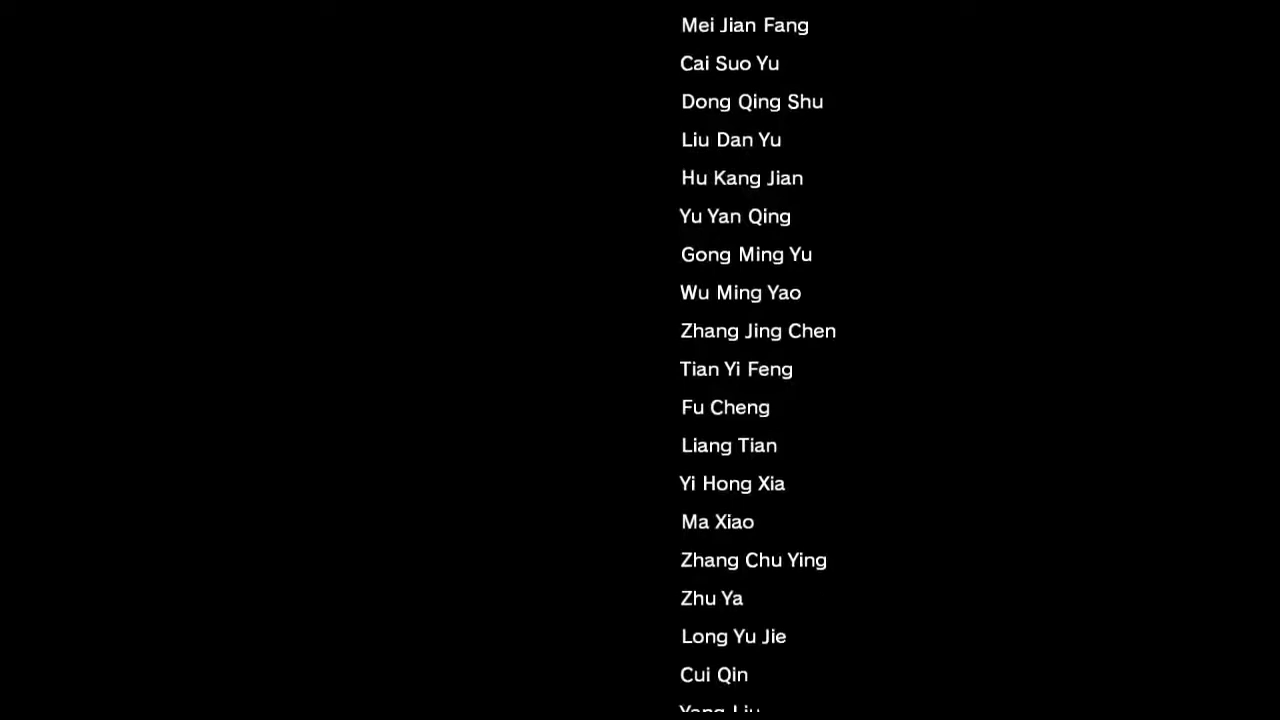 Mei Jian Fang
Cai Suo Yu
Dong Qing Shu
Liu Dan Yu
Hu Kang Jian
Yu Yan Qing
Gong Ming Yu
Wu Ming Yao
Zhang Jing Chen
Tian Yi Feng
Fu Cheng
Liang Tian
Yi Hong Xia
Ma Xiao
Zhang Chu Ying
Zhu Ya
Long Yu Jie
Cui Qin